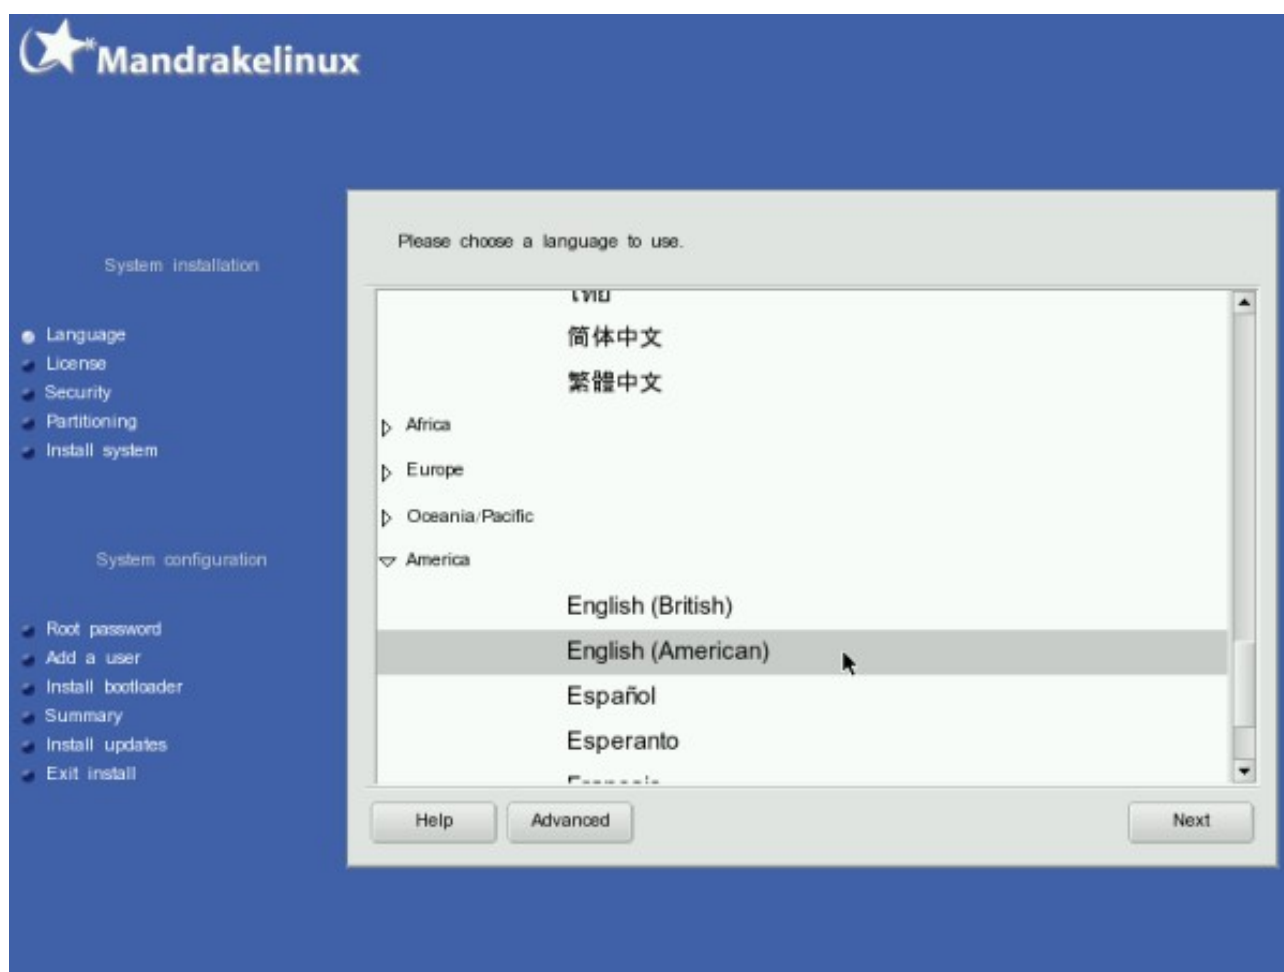 Mandrakelinux
System installation
Language
License
Security
Partitioning
Install system
System configuration
Root password
Add a user
Install bootloader
Summary
Install updates
Exit install
Please choose a language to use.
简体中文
繁體中文
Africa
Europe
Oceania/Pacific
America
English (British)
English (American)
Español
Esperanto
Help
Advanced
Next